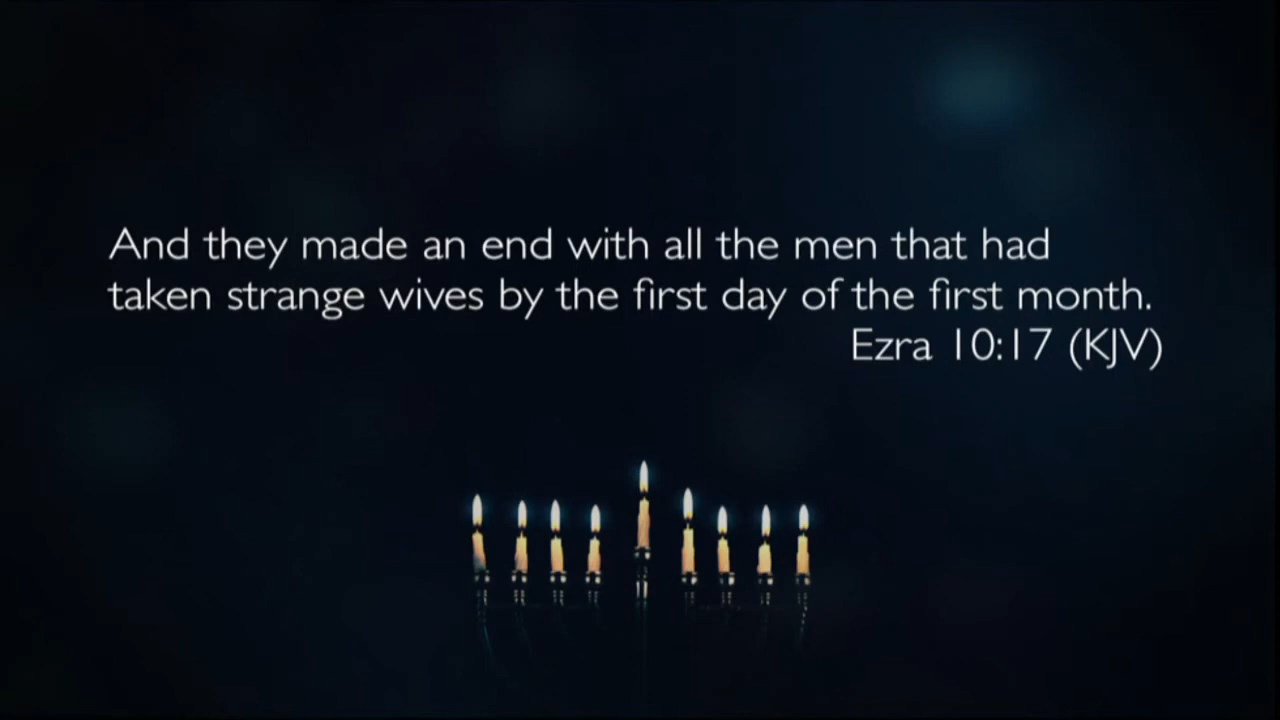 And they made an end with all the men that had
taken strange wives by the first day of the first month.
Ezra 10:17 (KJV)